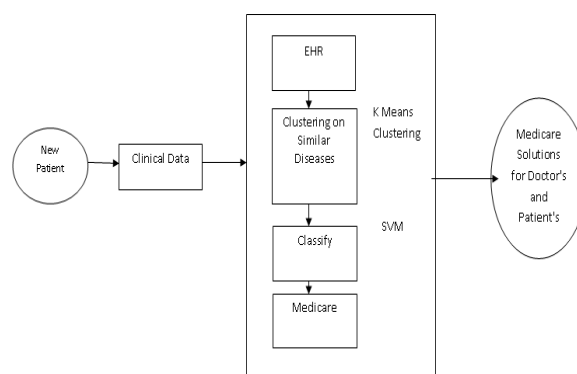 New
Patient
Clinical Data
EHR
Clustering on
Similar
Diseases
K Means
Clustering
Classify
SVM
Medicare
Medicare
Solutions
for Doctor's
and
Patient's